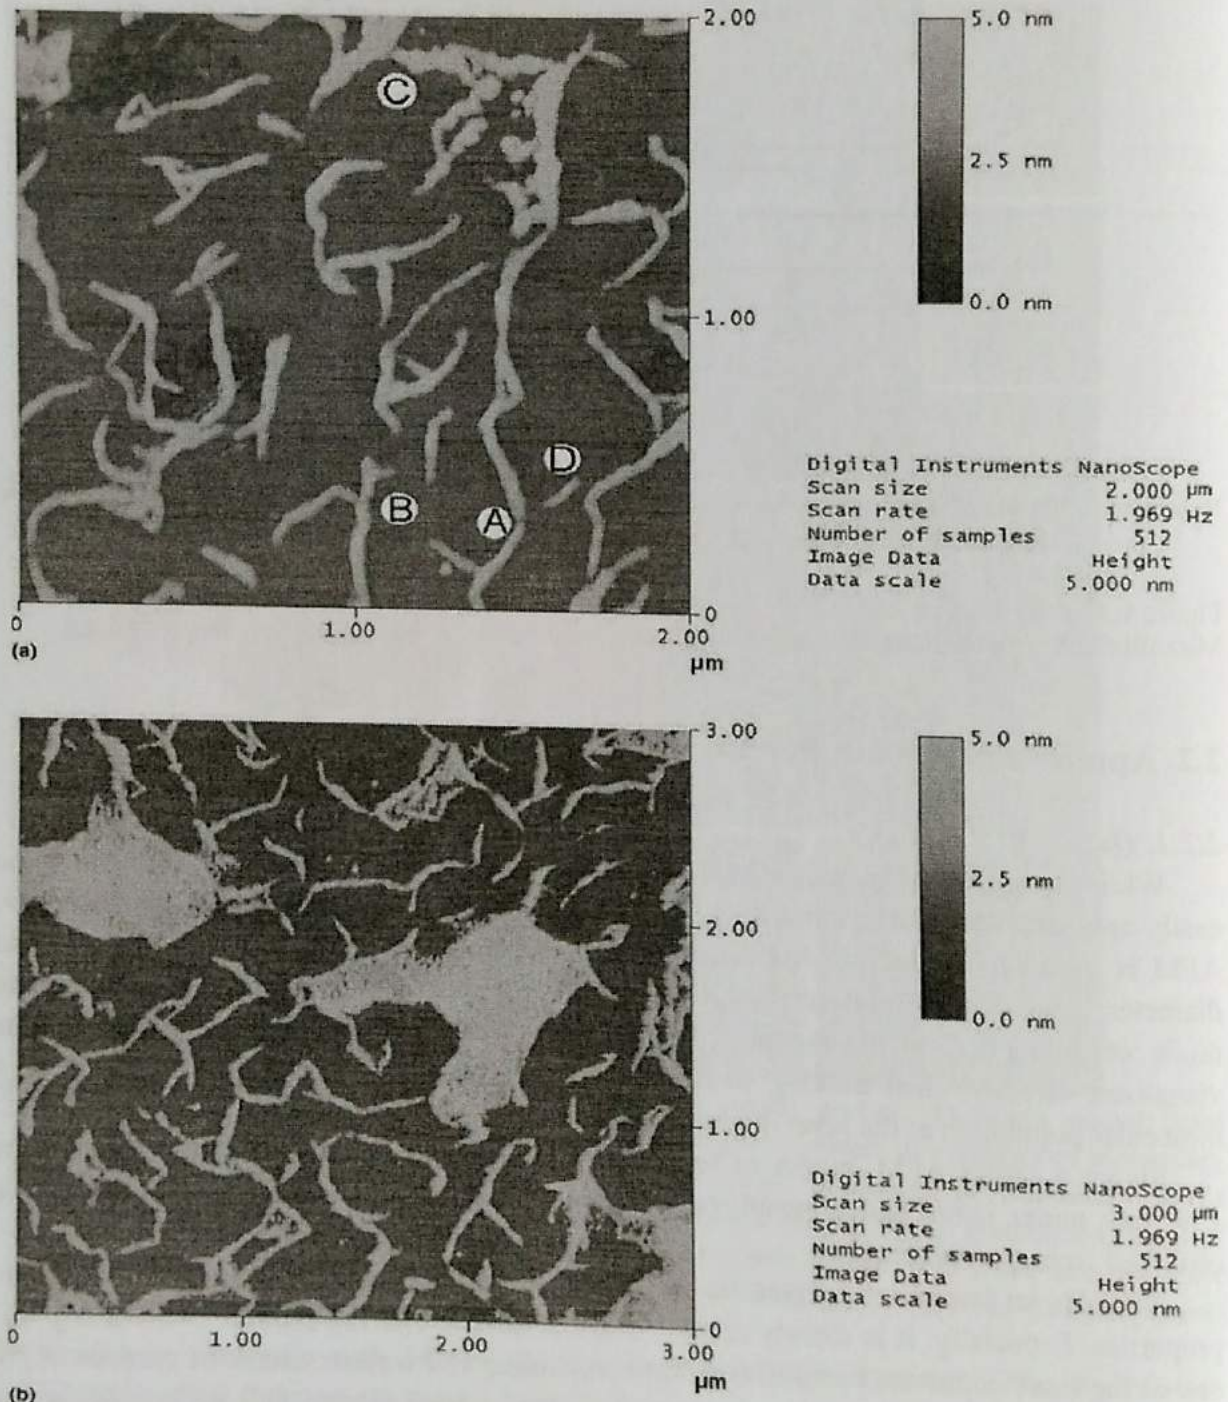 2.00
5.0 nm
C
2.5 nm
0.0 nm
1.00
D
B
A
Digital Instruments NanoScope
Scan size 2.000 µm
Scan rate 1.969 Hz
Number of samples 512
Image Data Height
Data scale 5.000 nm
0
0 1.00 2.00
µm
(a)
3.00
5.0 nm
2.5 nm
2.00
0.0 nm
1.00
Digital Instruments NanoScope
Scan size 3.000 µm
Scan rate 1.969 Hz
Number of samples 512
Image Data Height
Data scale 5.000 nm
0
0 1.00 2.00 3.00
µm
(b)